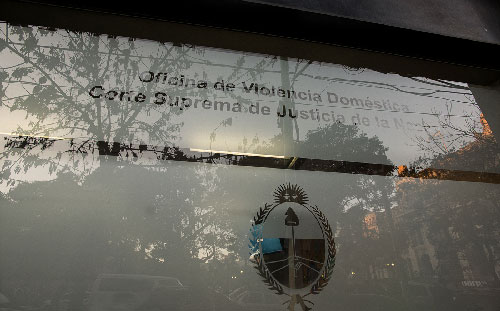 Oficina de Violencia Doméstica
Corte Suprema de Justicia de la